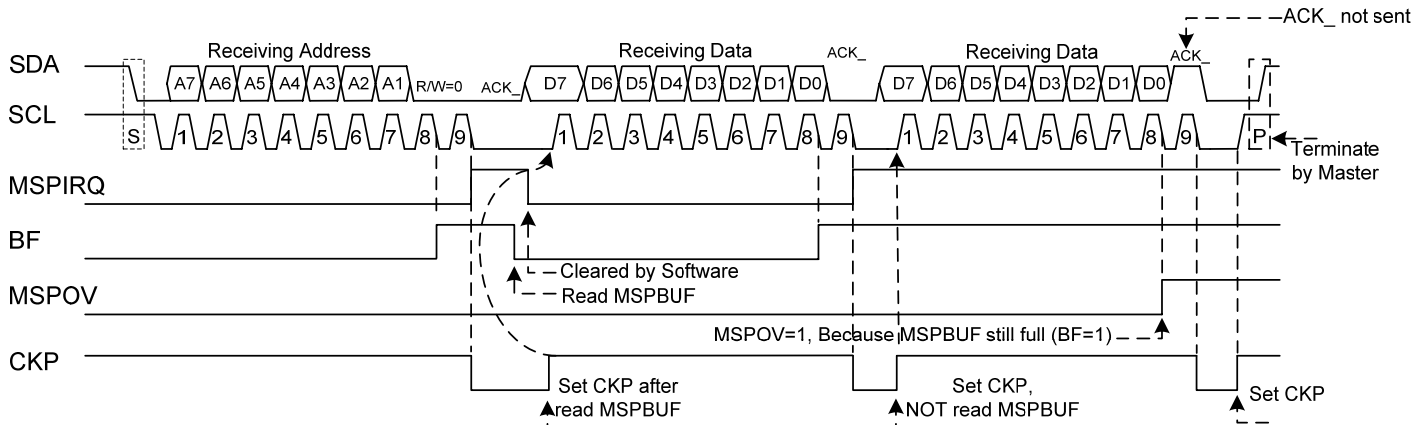 ACK_ not sent
Receiving Address
Receiving Data
ACK_
Receiving Data
ACK_
SDA
A7 A6 A5 A4 A3 A2 A1 R/W=0 ACK_ D7 D6 D5 D4 D3 D2 D1 D0 D7 D6 D5 D4 D3 D2 D1 D0
SCL
S 1 2 3 4 5 6 7 8 9 1 2 3 4 5 6 7 8 9 1 2 3 4 5 6 7 8 9 P
Terminate
by Master
MSPIRQ
BF
Cleared by Software
Read MSPBUF
MSPOV
MSPOV=1, Because MSPBUF still full (BF=1)
CKP
Set CKP after
read MSPBUF
Set CKP,
NOT read MSPBUF
Set CKP